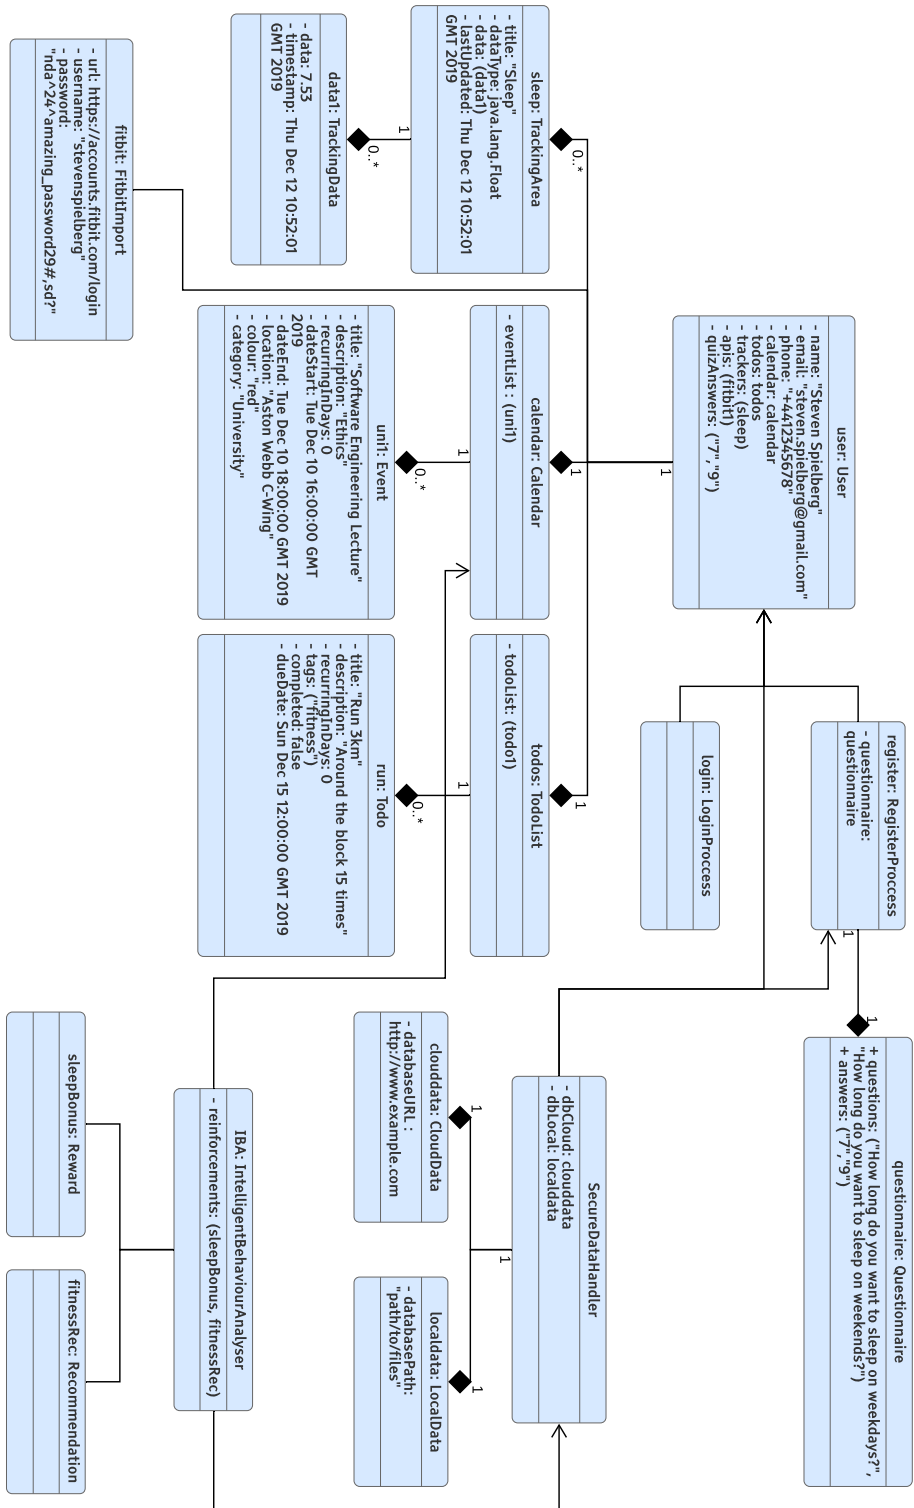 user: User
- name: "Steven Spielberg"
- email: "steven.spielberg@gmail.com"
- phone: "+4412345678"
- calendar: calendar
- todos: todos
- trackers: (sleep)
- apis: (fitbit1)
- quizAnswers: ("7","9")
1
register: RegisterProccess
- questionnaire:
questionnaire
1
1
questionnaire: Questionnaire
+ questions: ("How long do you want to sleep on weekdays?",
"How long do you want to sleep on weekends?")
+ answers: ("7","9")
login: LoginProccess
0..*
sleep: TrackingArea
- title: "Sleep"
- dataType: java.lang.Float
- data: (data1)
- lastUpdated: Thu Dec 12 10:52:01
GMT 2019
1
0..*
data1: TrackingData
- data: 7.53
- timestamp: Thu Dec 12 10:52:01
GMT 2019
1
calendar: Calendar
- eventList : (uni1)
1
0..*
uni1: Event
- title: "Software Engineering Lecture"
- description: "Ethics"
- recurringInDays: 0
- dateStart: Tue Dec 10 16:00:00 GMT
2019
- dateEnd: Tue Dec 10 18:00:00 GMT 2019
- location: "Aston Webb C-Wing"
- colour: "red"
- category: "University"
1
todos: TodoList
- todoList: (todo1)
1
0..*
run: Todo
- title: "Run 3km"
- description: "Around the block 15 times"
- recurringInDays: 0
- tags: ("fitness")
- completed: false
- dueDate: Sun Dec 15 12:00:00 GMT 2019
SecureDataHandler
- dbCloud: clouddata
- dbLocal: localdata
1
1
clouddata: CloudData
- databaseURL :
http://www.example.com
1
localdata: LocalData
- databasePath:
"path/to/files"
fitbit: FitbitImport
- url: https://accounts.fitbit.com/login
- username: "stevenspielberg"
- password:
"nda^24^amazing_password29#,sd?"
IBA: IntelligentBehaviourAnalyser
- reinforcements: (sleepBonus, fitnessRec)
sleepBonus: Reward
fitnessRec: Recommendation